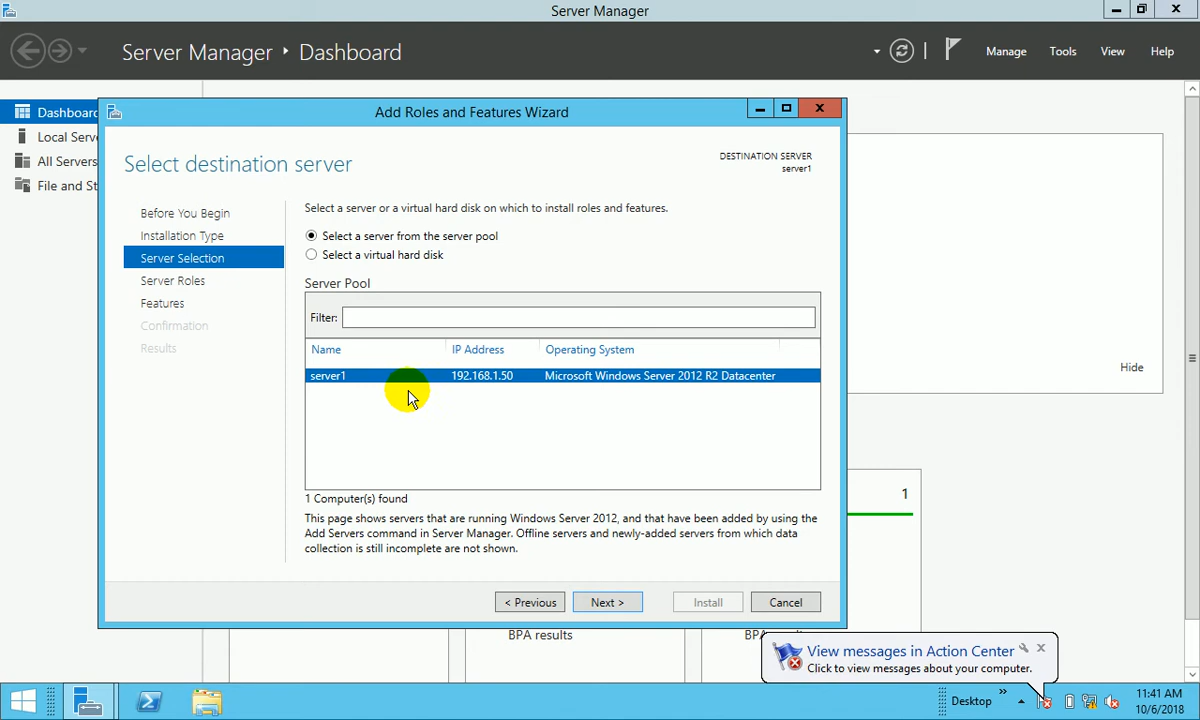 Server Manager
Server Manager ‣ Dashboard
Manage Tools View Help
Dashboard
Local Serve
All Servers
File and St
Add Roles and Features Wizard
Select destination server
DESTINATION SERVER
server1
Before You Begin
Installation Type
Server Selection
Server Roles
Features
Confirmation
Results
Select a server or a virtual hard disk on which to install roles and features.
Select a server from the server pool
Select a virtual hard disk
Server Pool
Filter:
Name IP Address Operating System
server1 192.168.1.50 Microsoft Windows Server 2012 R2 Datacenter
1 Computer(s) found
This page shows servers that are running Windows Server 2012, and that have been added by using the
Add Servers command in Server Manager. Offline servers and newly-added servers from which data
collection is still incomplete are not shown.
< Previous Next > Install Cancel
Hide
1
BPA results
BPA results
View messages in Action Center
Click to view messages about your computer.
Desktop
11:41 AM
10/6/2018